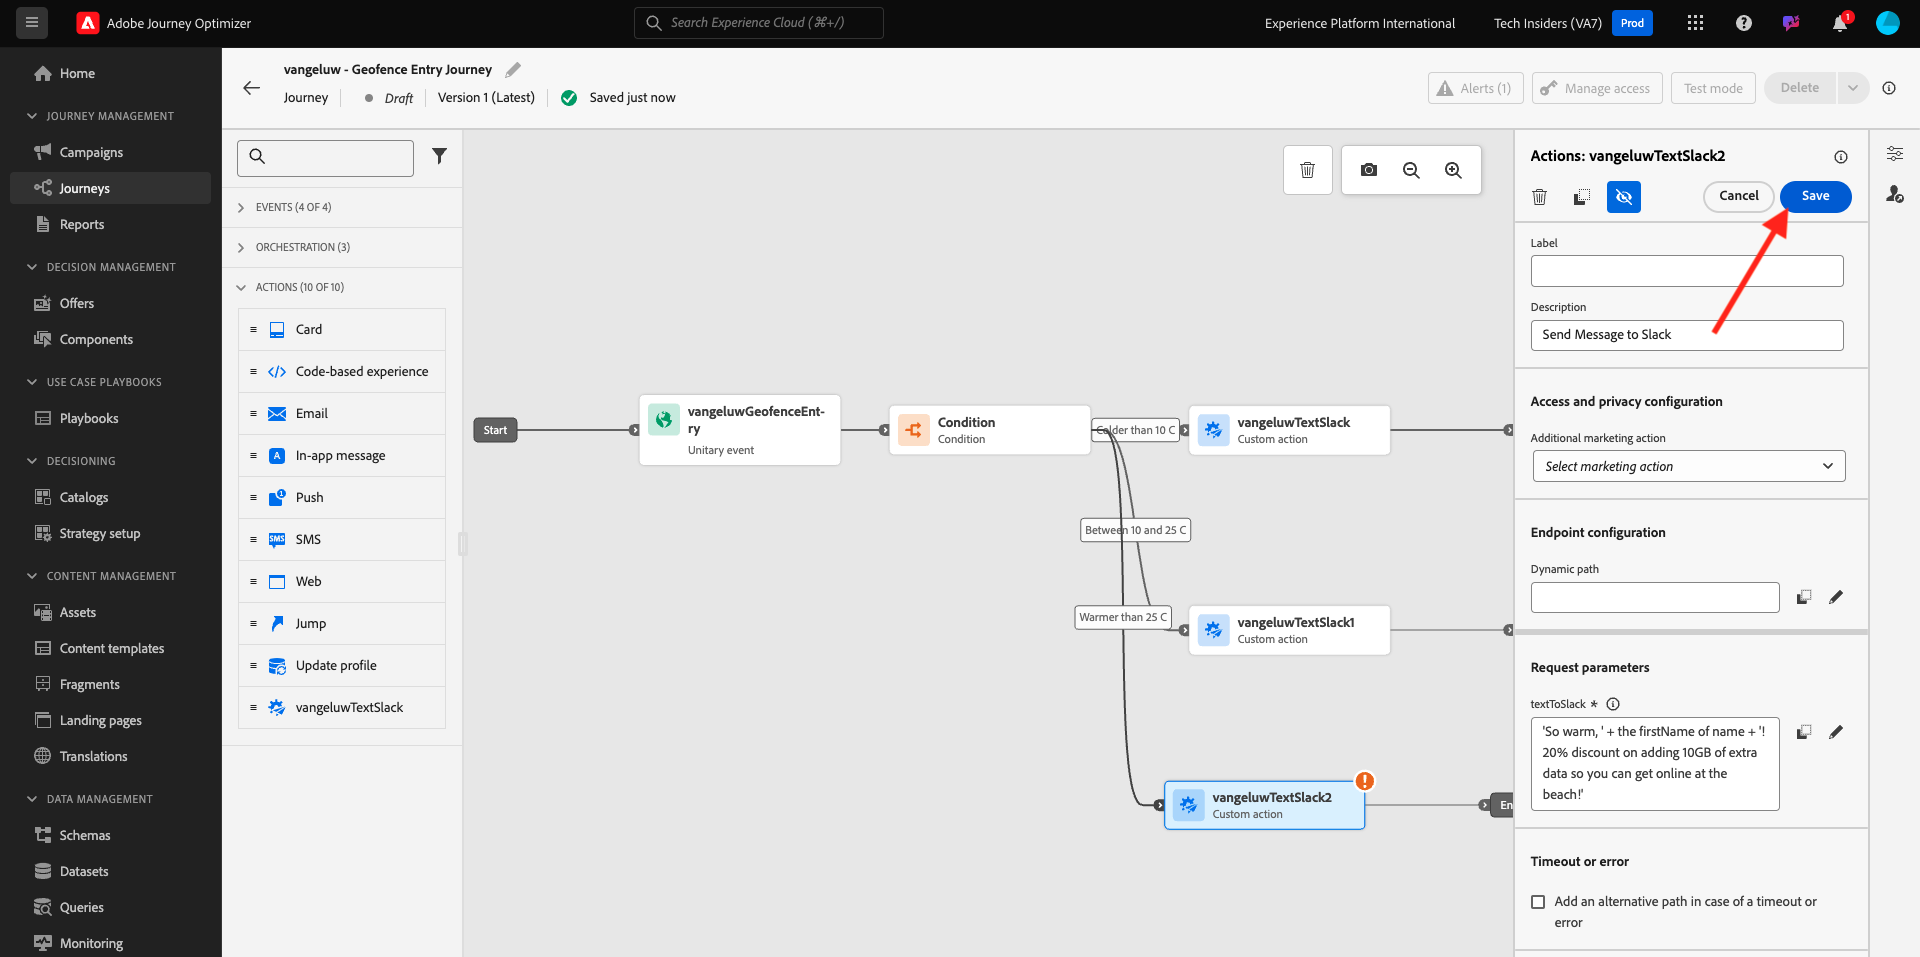 Adobe Journey Optimizer
Search Experience Cloud (⌘+/)
Experience Platform International
Tech Insiders (VA7)
Prod
1
Home
JOURNEY MANAGEMENT
Campaigns
Journeys
Reports
DECISION MANAGEMENT
Offers
Components
USE CASE PLAYBOOKS
Playbooks
DECISIONING
Catalogs
Strategy setup
CONTENT MANAGEMENT
Assets
Content templates
Fragments
Landing pages
Translations
DATA MANAGEMENT
Schemas
Datasets
Queries
Monitoring
vangeluw - Geofence Entry Journey
Journey
Draft
Version 1 (Latest)
Saved just now
Alerts (1)
Manage access
Test mode
Delete
EVENTS (4 OF 4)
ORCHESTRATION (3)
ACTIONS (10 OF 10)
Card
Code-based experience
Email
In-app message
Push
SMS
SMS
Web
Jump
Update profile
vangeluwTextSlack
Start
vangeluwGeofenceEnt-
ry
Unitary event
Condition
Condition
Colder than 10 C
vangeluwTextSlack
Custom action
Between 10 and 25 C
Warmer than 25 C
vangeluwTextSlack1
Custom action
vangeluwTextSlack2
Custom action
En
Actions: vangeluwTextSlack2
Cancel
Save
Label
Description
Send Message to Slack
Access and privacy configuration
Additional marketing action
Select marketing action
Endpoint configuration
Dynamic path
Request parameters
textToSlack *
'So warm, ' + the firstName of name + '!
20% discount on adding 10GB of extra
data so you can get online at the
beach!'
Timeout or error
Add an alternative path in case of a timeout or
error